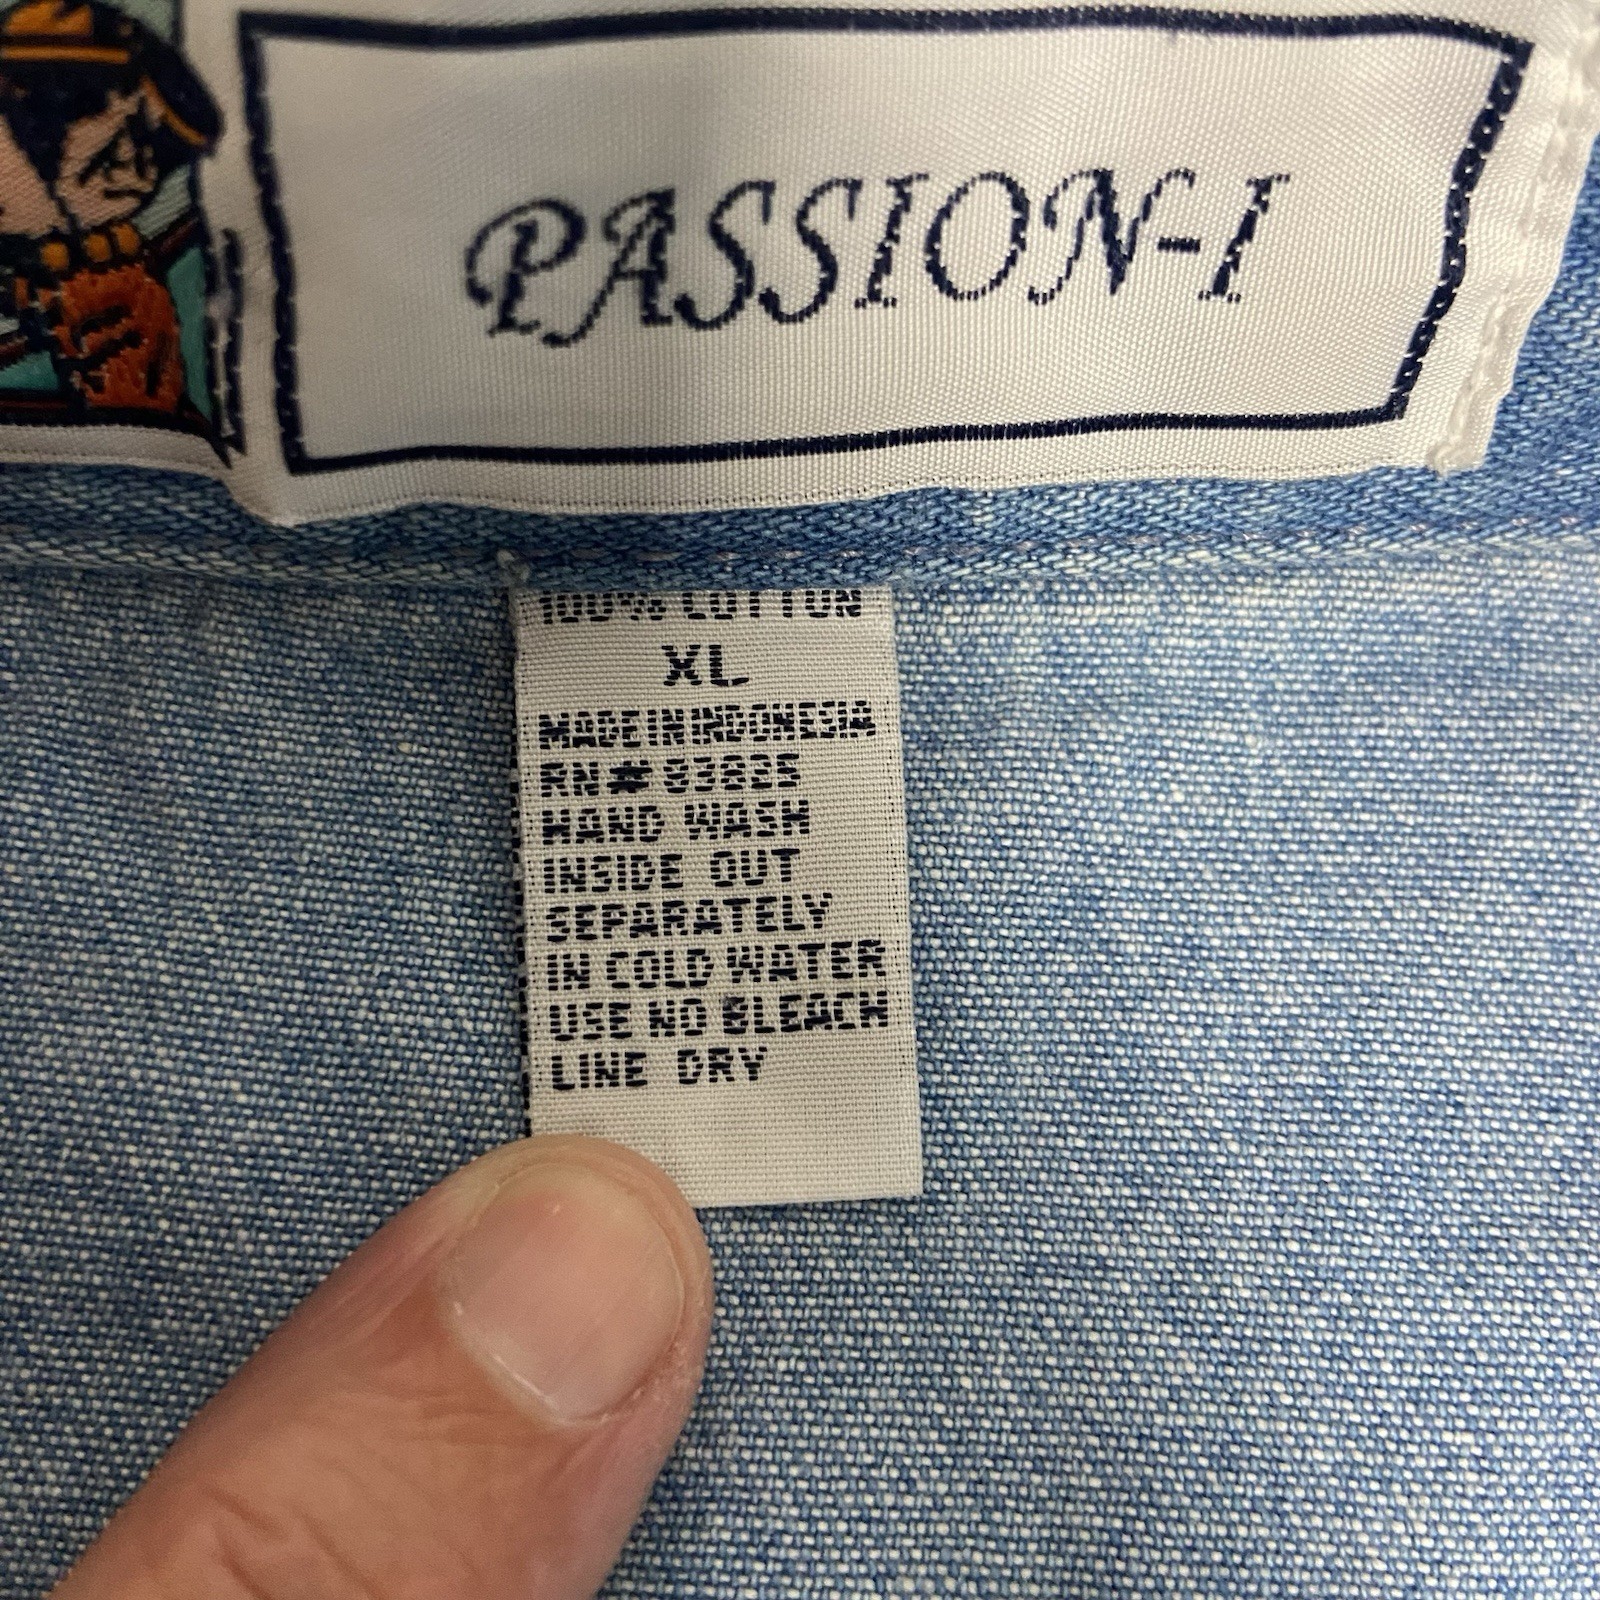 PASSION-I
100% COTTON
XL
MADE IN INDONESIA
RN# 83825
HAND WASH
INSIDE OUT
SEPARATELY
IN COLD WATER
USE NO BLEACH
LINE DRY